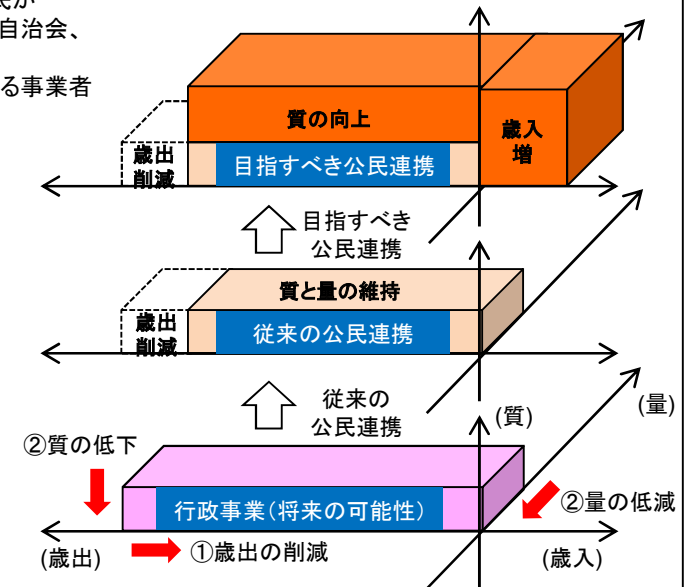 自治会、
る事業者
質の向上
歳入
増
歳出
削減
目指すべき公民連携
目指すべき
公民連携
質と量の維持
歳出
削減
従来の公民連携
従来の
公民連携
(質)
(量)
②質の低下
行政事業(将来の可能性)
②量の低減
(歳出)
①歳出の削減
(歳入)